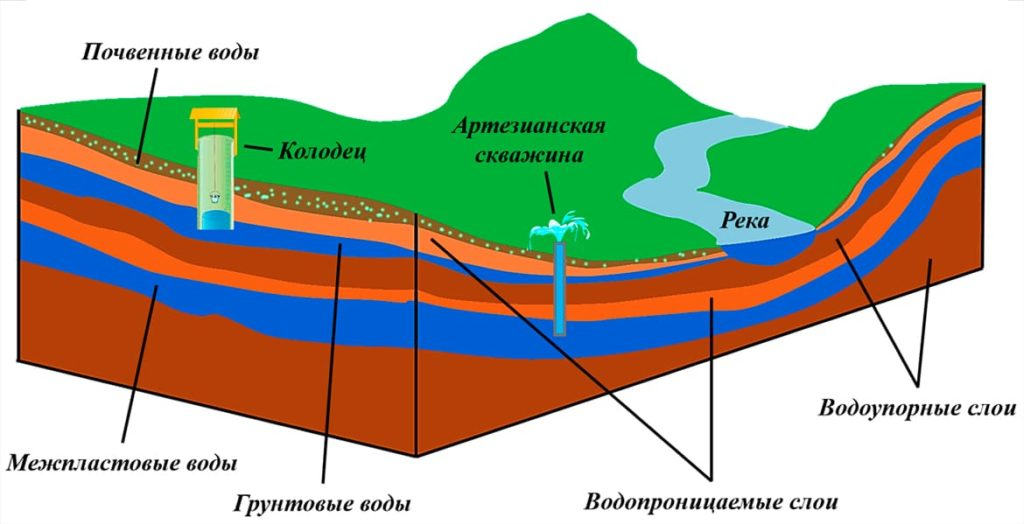 Почвенные воды
Колодец
Артезианская
скважина
Река
Водоупорные слои
Межпластовые воды
Грунтовые воды
Водопроницаемые слои